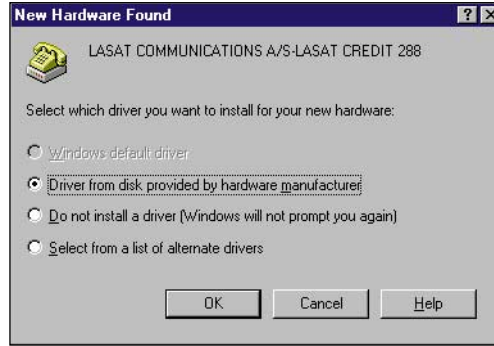 New Hardware Found
LASAT COMMUNICATIONS A/S-LASAT CREDIT 288
Select which driver you want to install for your new hardware:
Windows default driver
Driver from disk provided by hardware manufacturer
Do not install a driver (Windows will not prompt you again)
Select from a list of alternate drivers
OK Cancel Help